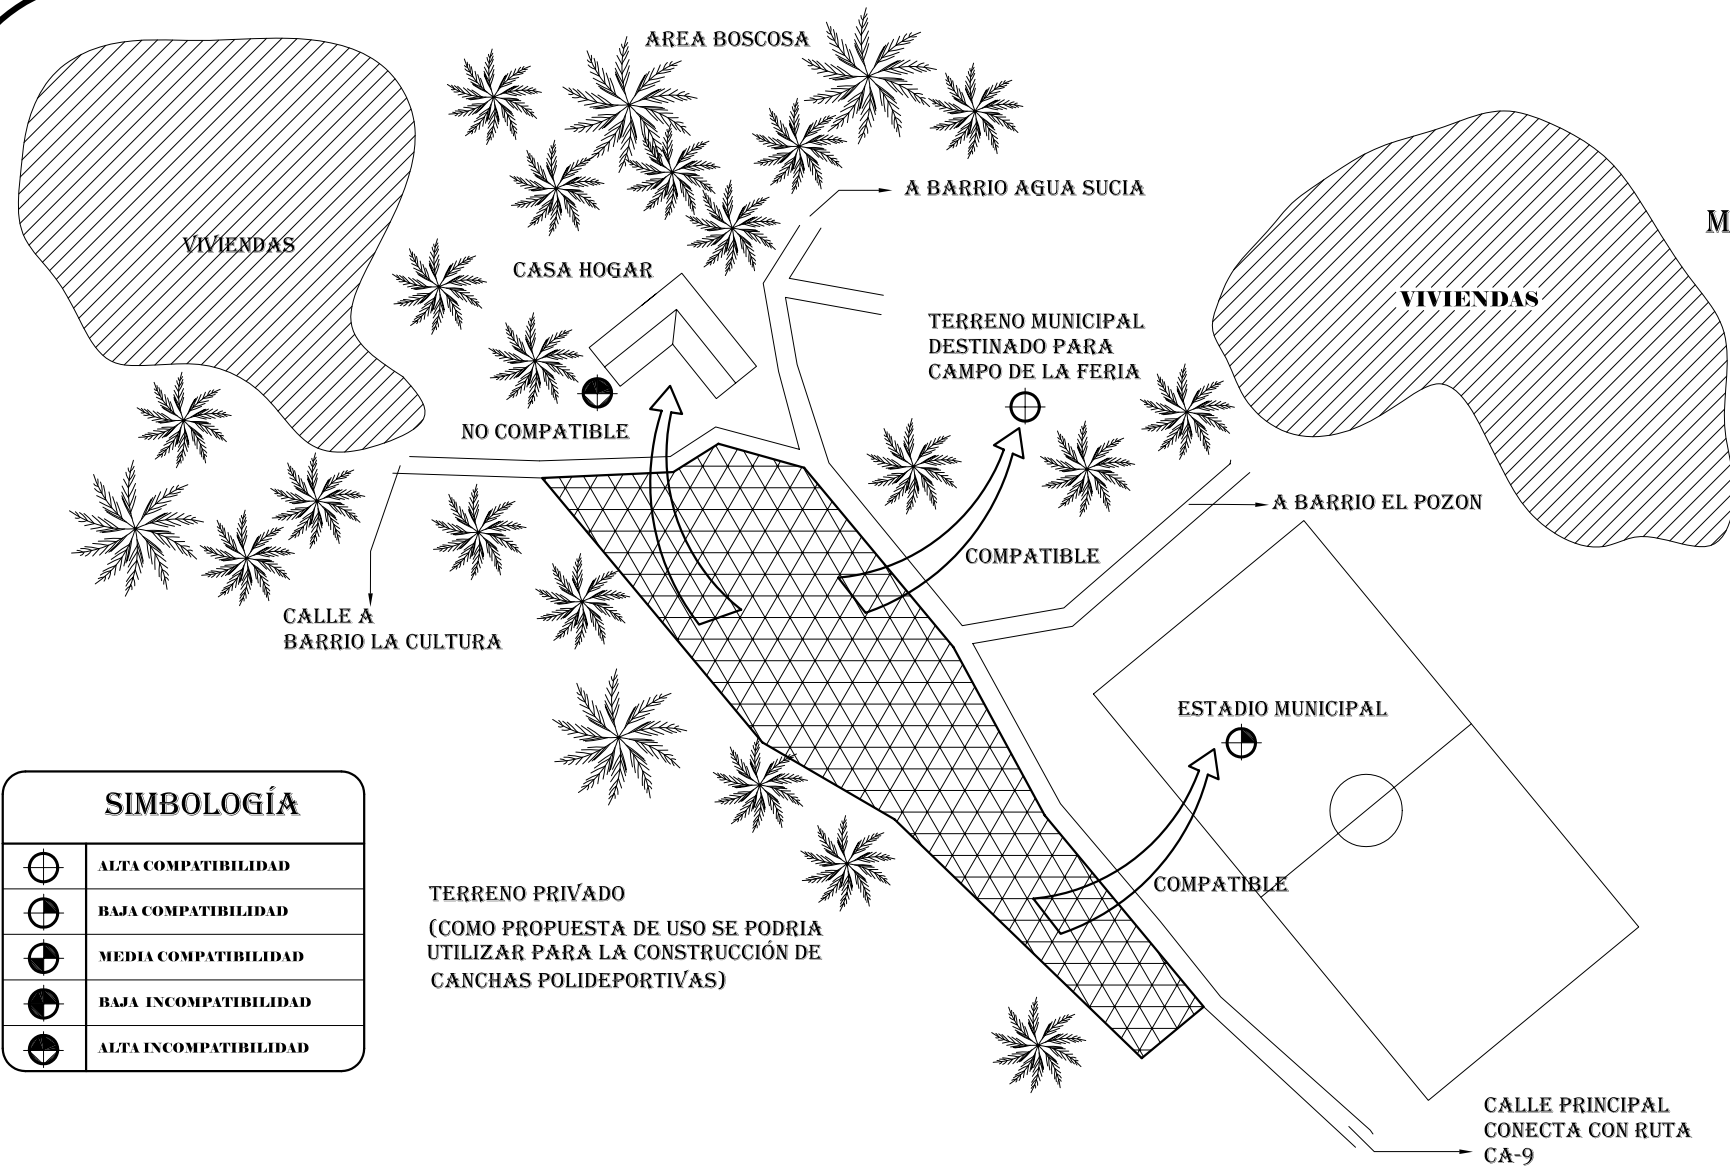 AREA BOSCOSA
A BARRIO AGUA SUCIA
M
VIVIENDAS
CASA HOGAR
VIVIENDAS
TERRENO MUNICIPAL
DESTINADO PARA
CAMPO DE LA FERIA
NO COMPATIBLE
A BARRIO EL POZON
COMPATIBLE
CALLE A
BARRIO LA CULTURA
ESTADIO MUNICIPAL
SIMBOLOGÍA
ALTA COMPATIBILIDAD
BAJA COMPATIBILIDAD
MEDIA COMPATIBILIDAD
BAJA INCOMPATIBILIDAD
ALTA INCOMPATIBILIDAD
COMPATIBLE
TERRENO PRIVADO
(COMO PROPUESTA DE USO SE PODRIA
UTILIZAR PARA LA CONSTRUCCIÓN DE
CANCHAS POLIDEPORTIVAS)
CALLE PRINCIPAL
CONECTA CON RUTA
CA-9